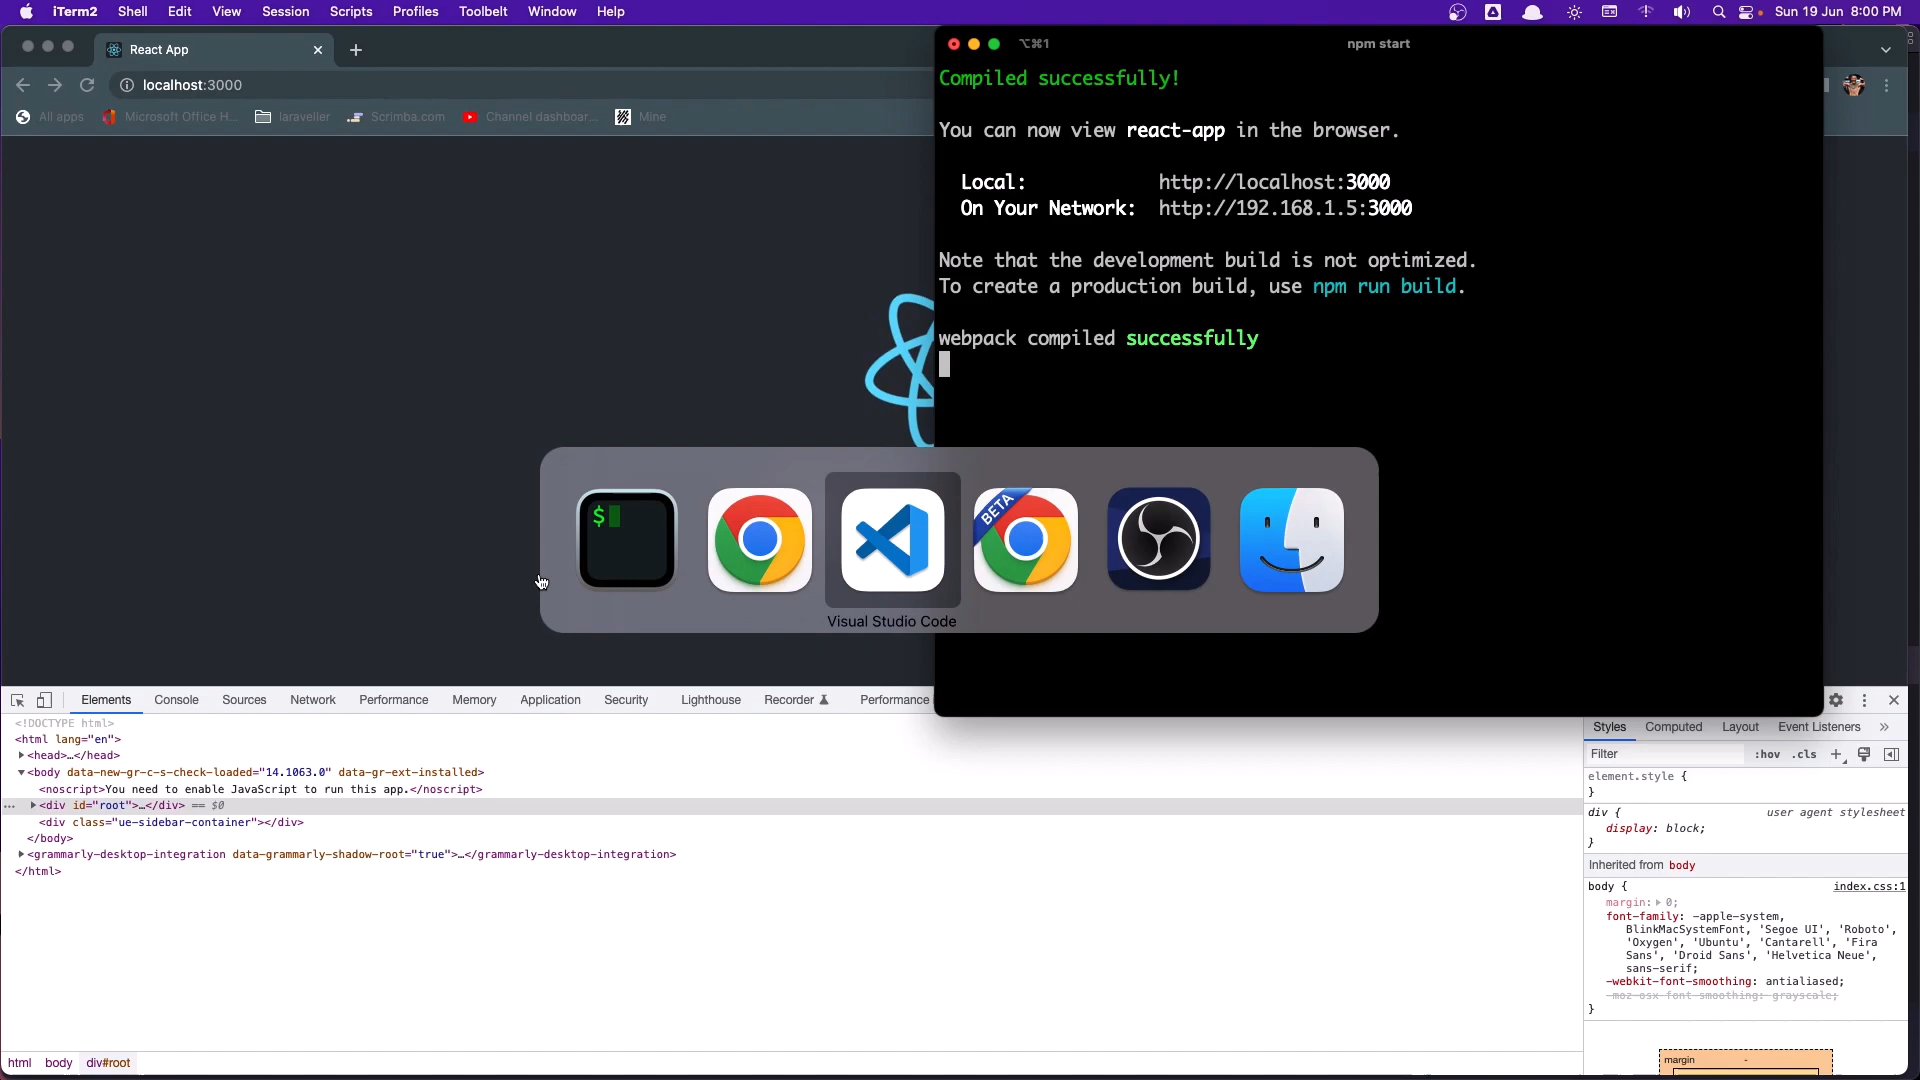 iTerm2 Shell Edit View Session Scripts Profiles Toolbelt Window Help Sun 19 Jun 8:00 PM
React App
localhost:3000
All apps Microsoft Office H... laraveller Scrimba.com Channel dashboar... Mine
⌥⌘1 npm start
Compiled successfully!
You can now view react-app in the browser.
Local: http://localhost:3000
On Your Network: http://192.168.1.5:3000
Note that the development build is not optimized.
To create a production build, use npm run build.
webpack compiled successfully
$
BETA
Visual Studio Code
Elements Console Sources Network Performance Memory Application Security Lighthouse Recorder Performance
<!DOCTYPE html>
<html lang="en">
<head>…</head>
<body data-new-gr-c-s-check-loaded="14.1063.0" data-gr-ext-installed>
<noscript>You need to enable JavaScript to run this app.</noscript>
<div id="root">…</div> == $0
<div class="ue-sidebar-container"></div>
</body>
<grammarly-desktop-integration data-grammarly-shadow-root="true">…</grammarly-desktop-integration>
</html>
html body div#root
Styles Computed Layout Event Listeners »
Filter :hov .cls +
element.style {
}
div { user agent stylesheet
display: block;
}
Inherited from body
body { index.css:1
margin: 0;
font-family: -apple-system,
BlinkMacSystemFont, 'Segoe UI', 'Roboto',
'Oxygen', 'Ubuntu', 'Cantarell', 'Fira
Sans', 'Droid Sans', 'Helvetica Neue',
sans-serif;
-webkit-font-smoothing: antialiased;
-moz-osx-font-smoothing: grayscale;
}
margin -